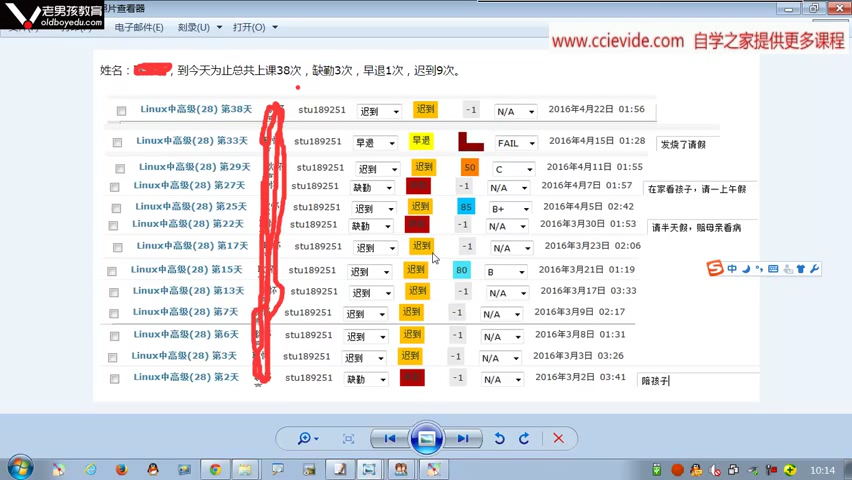 老男孩教育
oldboyedu.com
片查看器
电子邮件(E) 刻录(U) 打开(O)
www.ccievide.com 自学之家提供更多课程
姓名：，到今天为止总共上课38次，缺勤3次，早退1次，迟到9次。
Linux中高级(28) 第38天 stu189251 迟到 迟到 -1 N/A 2016年4月22日 01:56
Linux中高级(28) 第33天 stu189251 早退 早退 FAIL 2016年4月15日 01:28 发烧了请假
Linux中高级(28) 第29天 stu189251 迟到 迟到 50 C 2016年4月11日 01:55
Linux中高级(28) 第27天 stu189251 缺勤 -1 N/A 2016年4月7日 01:57 在家看孩子，请一上午假
Linux中高级(28) 第25天 stu189251 迟到 迟到 85 B+ 2016年4月5日 02:42
Linux中高级(28) 第22天 stu189251 缺勤 -1 N/A 2016年3月30日 01:53 请半天假，陪母亲看病
Linux中高级(28) 第17天 stu189251 迟到 迟到 -1 N/A 2016年3月23日 02:06
Linux中高级(28) 第15天 stu189251 迟到 迟到 80 B 2016年3月21日 01:19
Linux中高级(28) 第13天 stu189251 迟到 迟到 -1 N/A 2016年3月17日 03:33
Linux中高级(28) 第7天 stu189251 迟到 迟到 -1 N/A 2016年3月9日 02:17
Linux中高级(28) 第6天 stu189251 迟到 迟到 -1 N/A 2016年3月8日 01:31
Linux中高级(28) 第3天 stu189251 迟到 迟到 -1 N/A 2016年3月3日 03:26
Linux中高级(28) 第2天 stu189251 缺勤 -1 N/A 2016年3月2日 03:41 陪孩子
中
10:14